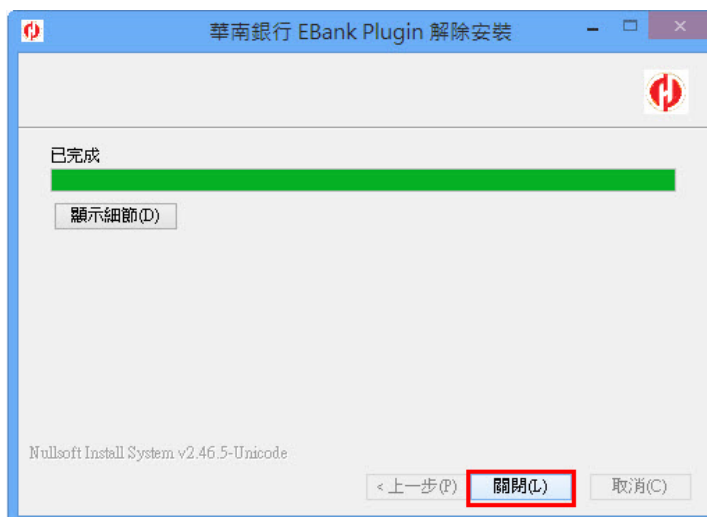 華南銀行 EBank Plugin 解除安裝
已完成
顯示細節(D)
Nullsoft Install System v2.46.5-Unicode
<上一步(P)
關閉(L)
取消(C)